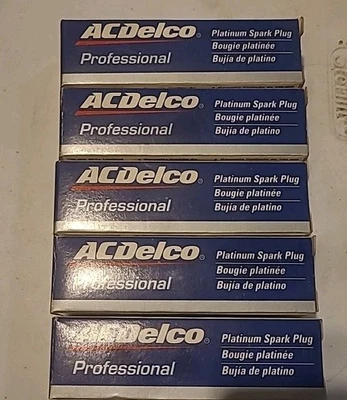 ACDelco
Professional
Platinum Spark Plug
Bougie platinée
Bujía de platino
ACDelco
Professional
Platinum Spark Plug
Bougie platinée
Bujía de platino
ACDelco
Professional
Platinum Spark Plug
Bougie platinée
Bujía de platino
ACDelco
Professional
Platinum Spark Plug
Bougie platinée
Bujía de platino
ACDelco
Professional
Platinum Spark Plug
Bougie platinée
Bujía de platino